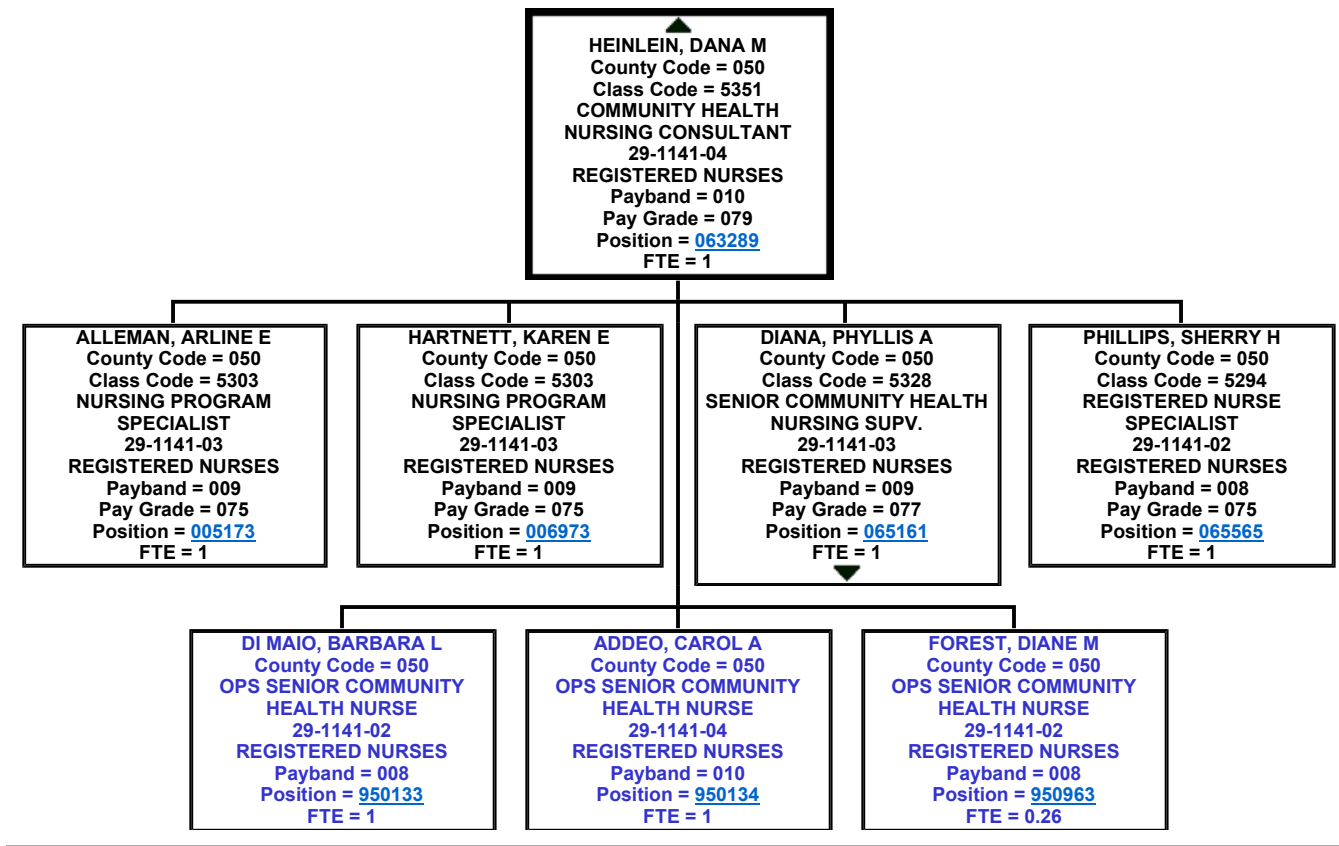 HEINLEIN, DANA M
County Code = 050
Class Code = 5351
COMMUNITY HEALTH
NURSING CONSULTANT
29-1141-04
REGISTERED NURSES
Payband = 010
Pay Grade = 079
Position = 063289
FTE = 1
ALLEMAN, ARLINE E
County Code = 050
Class Code = 5303
NURSING PROGRAM
SPECIALIST
29-1141-03
REGISTERED NURSES
Payband = 009
Pay Grade = 075
Position = 005173
FTE = 1
HARTNETT, KAREN E
County Code = 050
Class Code = 5303
NURSING PROGRAM
SPECIALIST
29-1141-03
REGISTERED NURSES
Payband = 009
Pay Grade = 075
Position = 006973
FTE = 1
DIANA, PHYLLIS A
County Code = 050
Class Code = 5328
SENIOR COMMUNITY HEALTH
NURSING SUPV.
29-1141-03
REGISTERED NURSES
Payband = 009
Pay Grade = 077
Position = 065161
FTE = 1
PHILLIPS, SHERRY H
County Code = 050
Class Code = 5294
REGISTERED NURSE
SPECIALIST
29-1141-02
REGISTERED NURSES
Payband = 008
Pay Grade = 075
Position = 065565
FTE = 1
DI MAIO, BARBARA L
County Code = 050
OPS SENIOR COMMUNITY
HEALTH NURSE
29-1141-02
REGISTERED NURSES
Payband = 008
Position = 950133
FTE = 1
ADDEO, CAROL A
County Code = 050
OPS SENIOR COMMUNITY
HEALTH NURSE
29-1141-04
REGISTERED NURSES
Payband = 010
Position = 950134
FTE = 1
FOREST, DIANE M
County Code = 050
OPS SENIOR COMMUNITY
HEALTH NURSE
29-1141-02
REGISTERED NURSES
Payband = 008
Position = 950963
FTE = 0.26